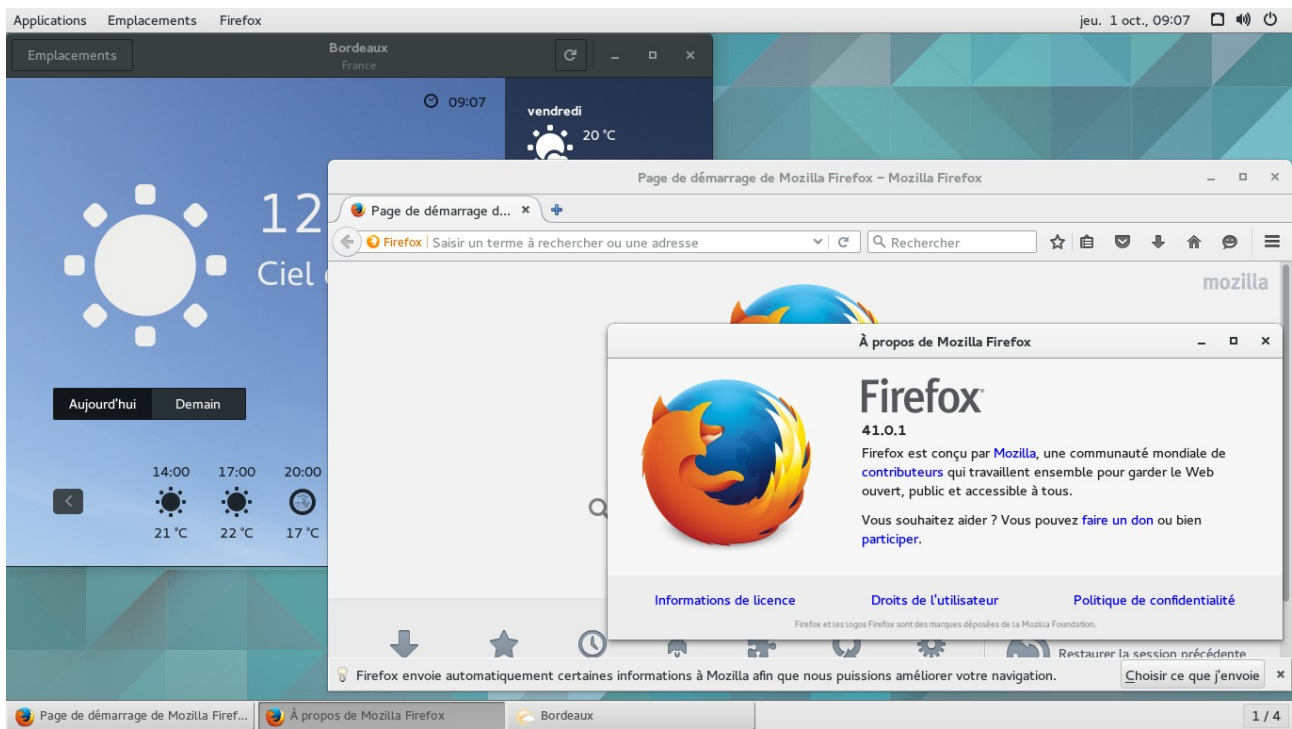 Applications Emplacements Firefox jeu. 1 oct., 09:07
Emplacements
Bordeaux
France
09:07
vendredi
20 °C
12
Ciel
Aujourd'hui Demain
14:00 17:00 20:00
21 °C 22 °C 17 °C
Page de démarrage de Mozilla Firefox – Mozilla Firefox
Page de démarrage d...
Firefox Saisir un terme à rechercher ou une adresse Rechercher
mozilla
À propos de Mozilla Firefox
Firefox
41.0.1
Firefox est conçu par Mozilla, une communauté mondiale de
contributeurs qui travaillent ensemble pour garder le Web
ouvert, public et accessible à tous.
Vous souhaitez aider ? Vous pouvez faire un don ou bien
participer.
Informations de licence Droits de l'utilisateur Politique de confidentialité
Firefox et les logos Firefox sont des marques déposées de la Mozilla Foundation.
Restaurer la session précédente
Firefox envoie automatiquement certaines informations à Mozilla afin que nous puissions améliorer votre navigation. Choisir ce que j'envoie
Page de démarrage de Mozilla Firef... À propos de Mozilla Firefox Bordeaux 1 / 4